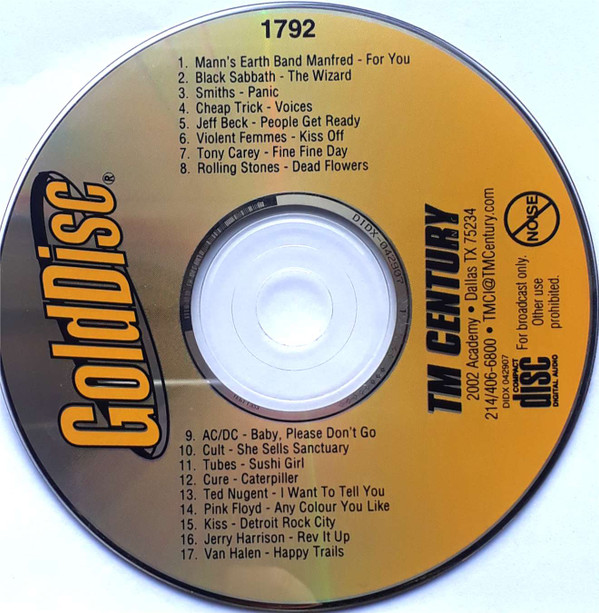 1792
1. Mann's Earth Band Manfred - For You
2. Black Sabbath - The Wizard
3. Smiths - Panic
4. Cheap Trick - Voices
5. Jeff Beck - People Get Ready
6. Violent Femmes - Kiss Off
7. Tony Carey - Fine Fine Day
8. Rolling Stones - Dead Flowers
GoldDisc®
DIDX-042907
TM CENTURY
2002 Academy • Dallas TX 75234
214/406-6800 • TMCI@TMCentury.com
DIDX 042907
COMPACT
disc
DIGITAL AUDIO
NOISE
For broadcast only.
Other use
prohibited.
9. AC/DC - Baby, Please Don't Go
10. Cult - She Sells Sanctuary
11. Tubes - Sushi Girl
12. Cure - Caterpiller
13. Ted Nugent - I Want To Tell You
14. Pink Floyd - Any Colour You Like
15. Kiss - Detroit Rock City
16. Jerry Harrison - Rev It Up
17. Van Halen - Happy Trails